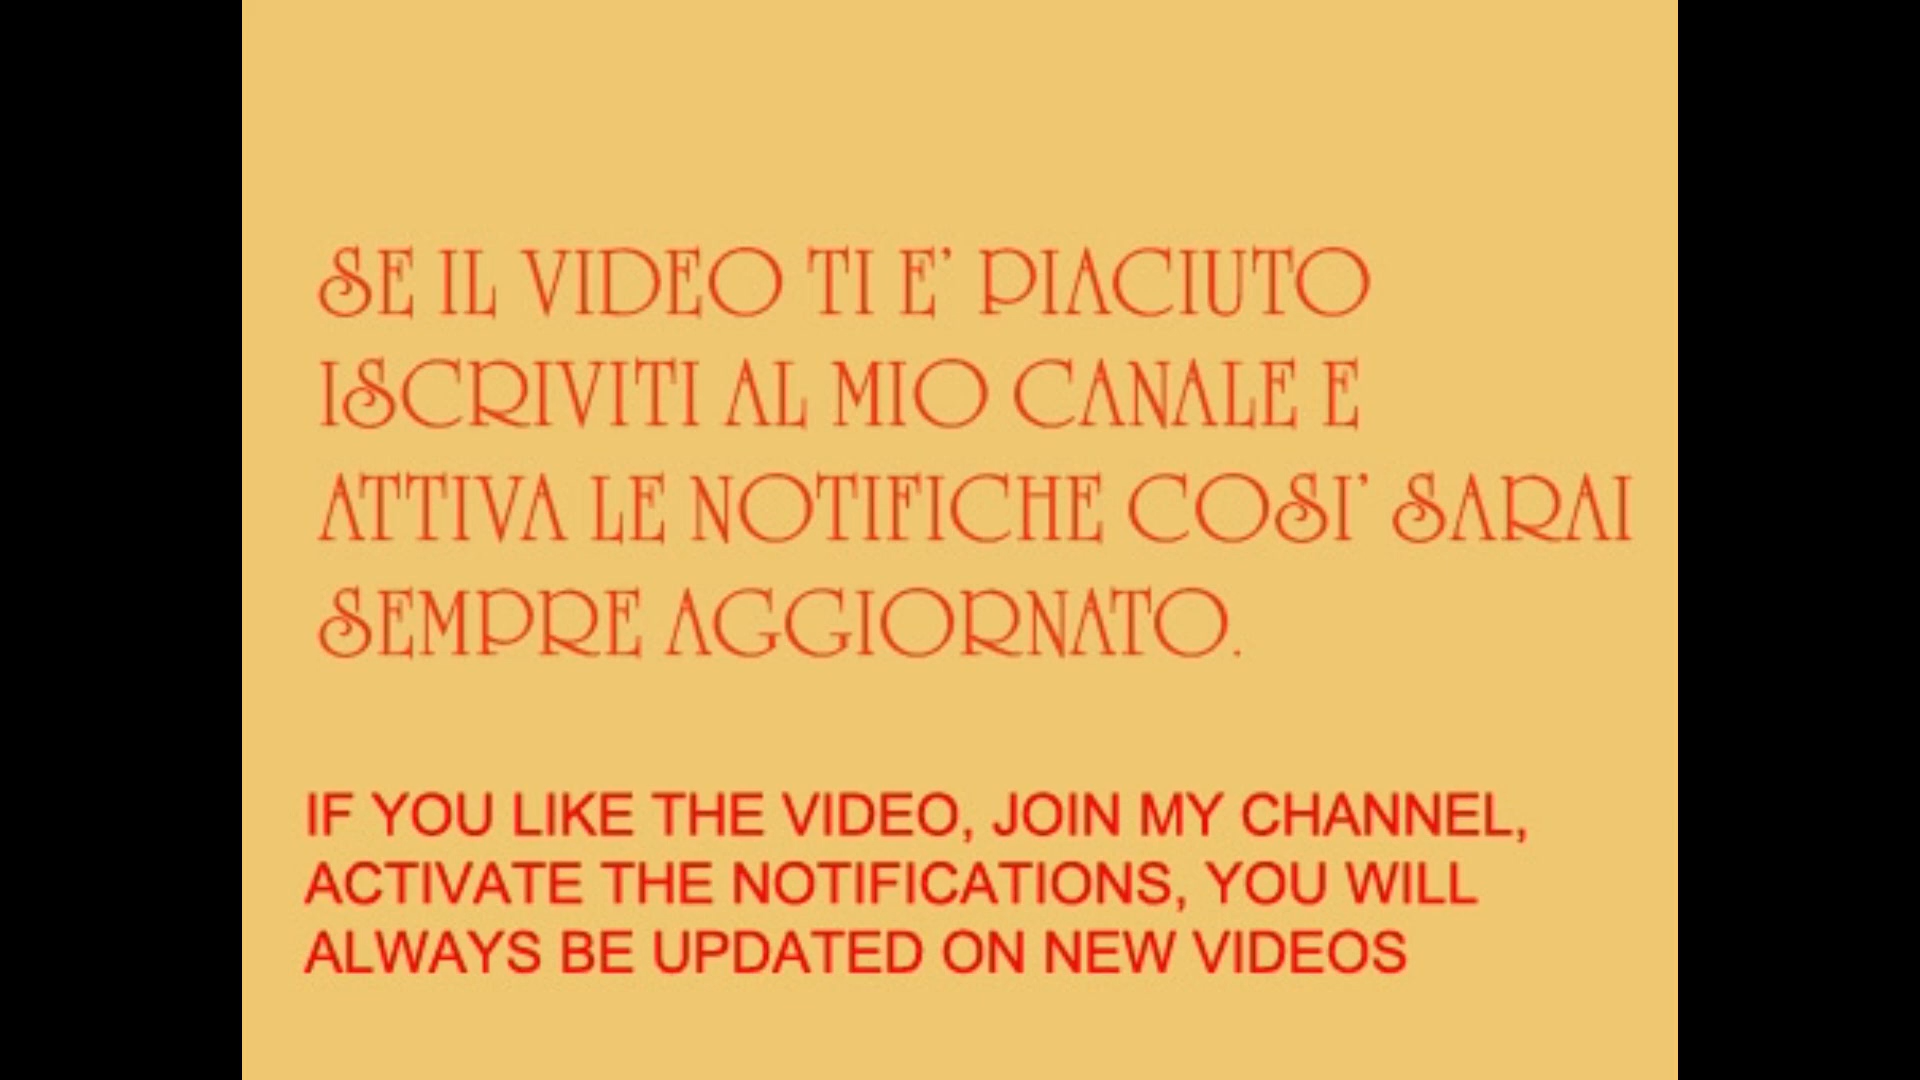 SE IL VIDEO TI E' PIACIUTO
ISCRIVITI AL MIO CANALE E
ATTIVA LE NOTIFICHE COSI' SARAI
SEMPRE AGGIORNATO.
IF YOU LIKE THE VIDEO, JOIN MY CHANNEL,
ACTIVATE THE NOTIFICATIONS, YOU WILL
ALWAYS BE UPDATED ON NEW VIDEOS